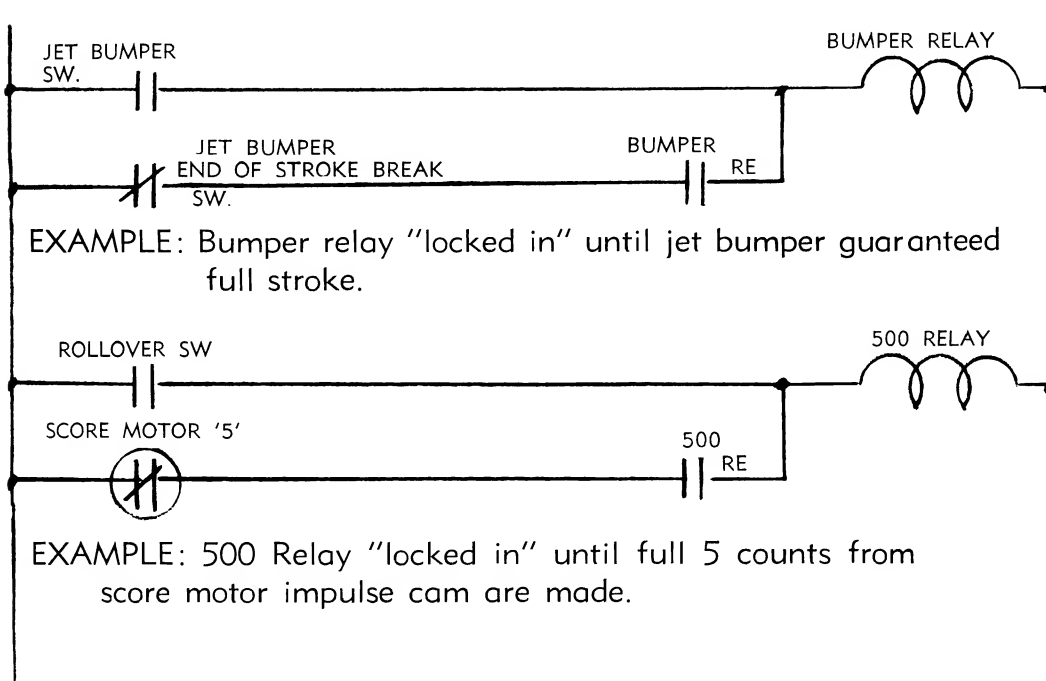 JET BUMPER
SW.
BUMPER RELAY
JET BUMPER
END OF STROKE BREAK
SW.
BUMPER
RE
EXAMPLE: Bumper relay "locked in" until jet bumper guaranteed
full stroke.
ROLLOVER SW
500 RELAY
SCORE MOTOR '5'
500
RE
EXAMPLE: 500 Relay "locked in" until full 5 counts from
score motor impulse cam are made.